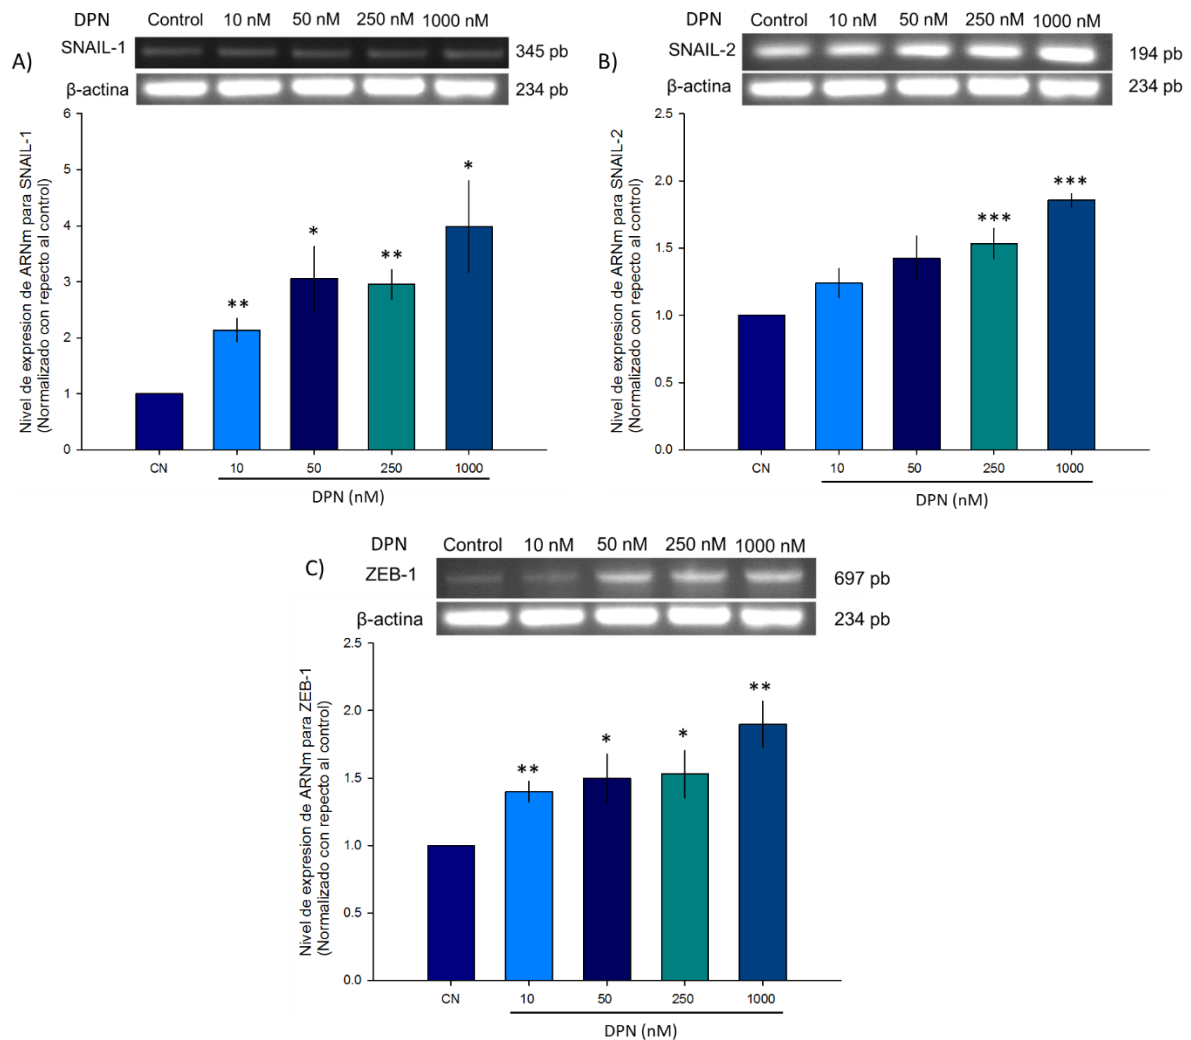 A)
DPN Control 10 nM 50 nM 250 nM 1000 nM
SNAIL-1 345 pb
β-actina 234 pb
Nivel de expresion de ARNm para SNAIL-1
(Normalizado con repecto al control)
6
5
4
3
2
1
0
** * ** *
CN 10 50 250 1000
DPN (nM)
B)
DPN Control 10 nM 50 nM 250 nM 1000 nM
SNAIL-2 194 pb
β-actina 234 pb
Nivel de expresion de ARNm para SNAIL-2
(Normalizado con repecto al control)
2.5
2.0
1.5
1.0
0.5
0.0
*** ***
CN 10 50 250 1000
DPN (nM)
C)
DPN Control 10 nM 50 nM 250 nM 1000 nM
ZEB-1 697 pb
β-actina 234 pb
Nivel de expresion de ARNm para ZEB-1
(Normalizado con repecto al control)
2.5
2.0
1.5
1.0
0.5
0.0
** * * **
CN 10 50 250 1000
DPN (nM)